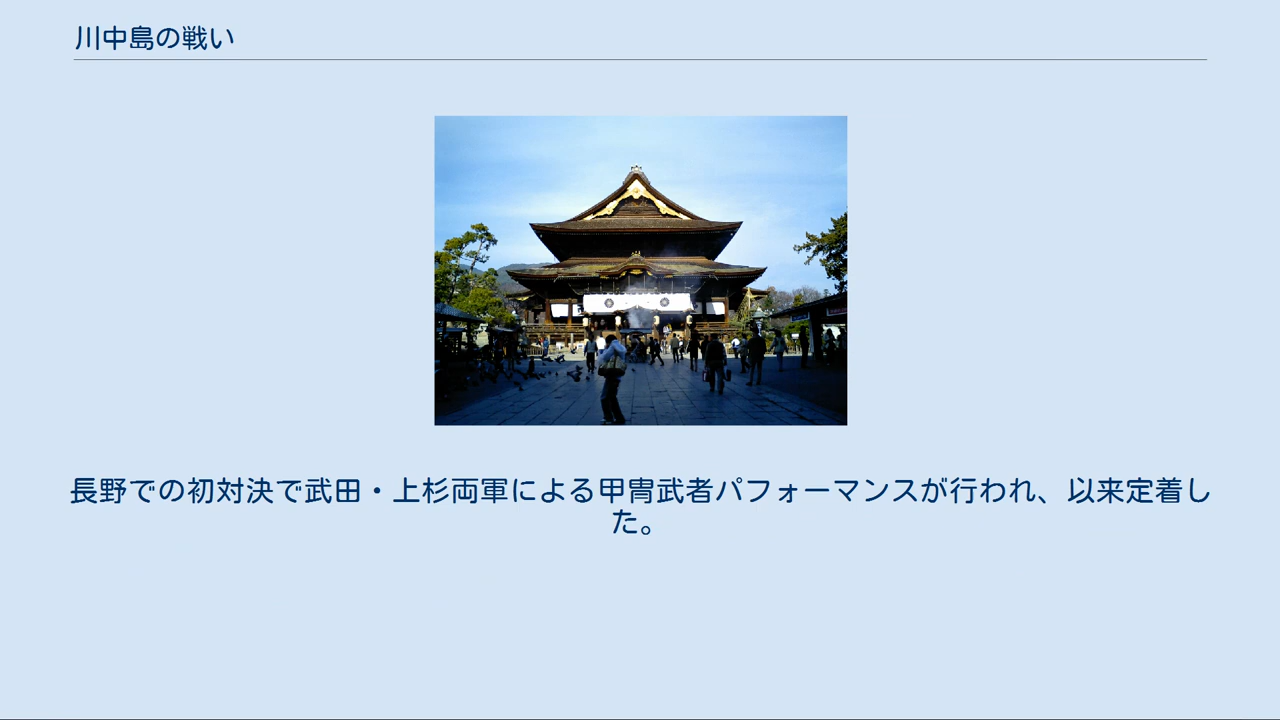 川中島の戦い
長野での初対決で武田・上杉両軍による甲冑武者パフォーマンスが行われ、以来定着し
た。